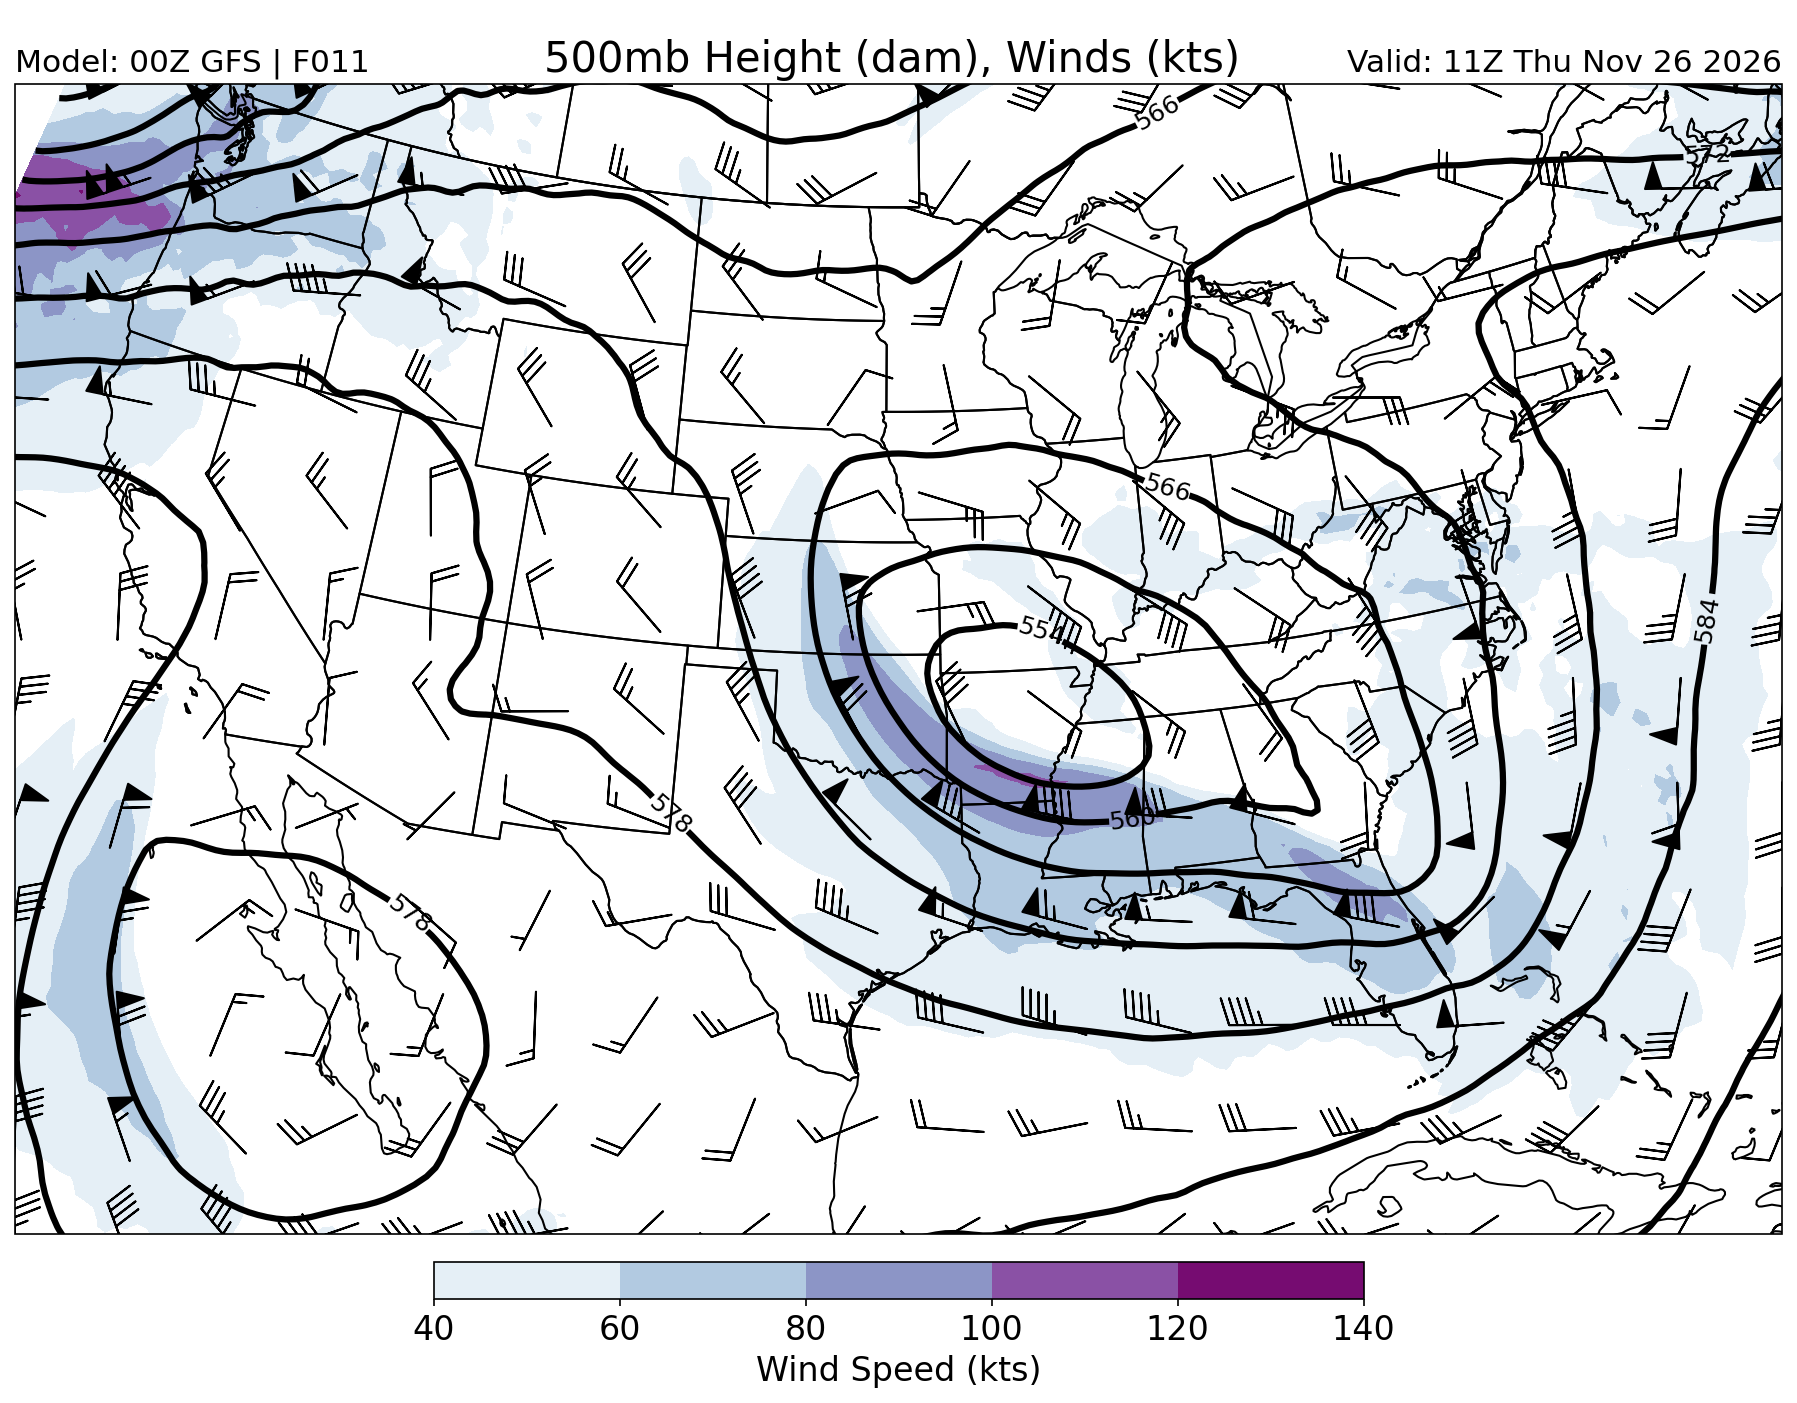 Model: 00Z GFS | F011
500mb Height (dam), Winds (kts)
Valid: 11Z Thu Nov 26 2026
566
572
566
584
554
578
560
578
40 60 80 100 120 140
Wind Speed (kts)